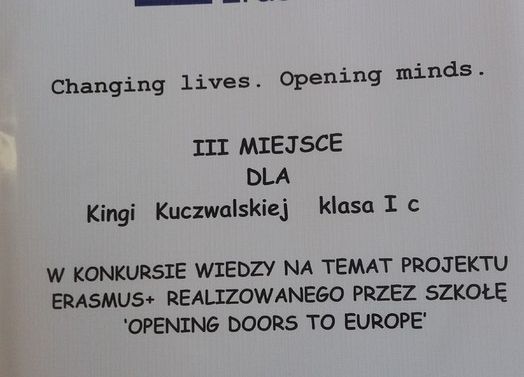 Changing lives. Opening minds.
III MIEJSCE
DLA
Kingi Kuczwalskiej klasa I c
W KONKURSIE WIEDZY NA TEMAT PROJEKTU
ERASMUS+ REALIZOWANEGO PRZEZ SZKOŁĘ
'OPENING DOORS TO EUROPE'